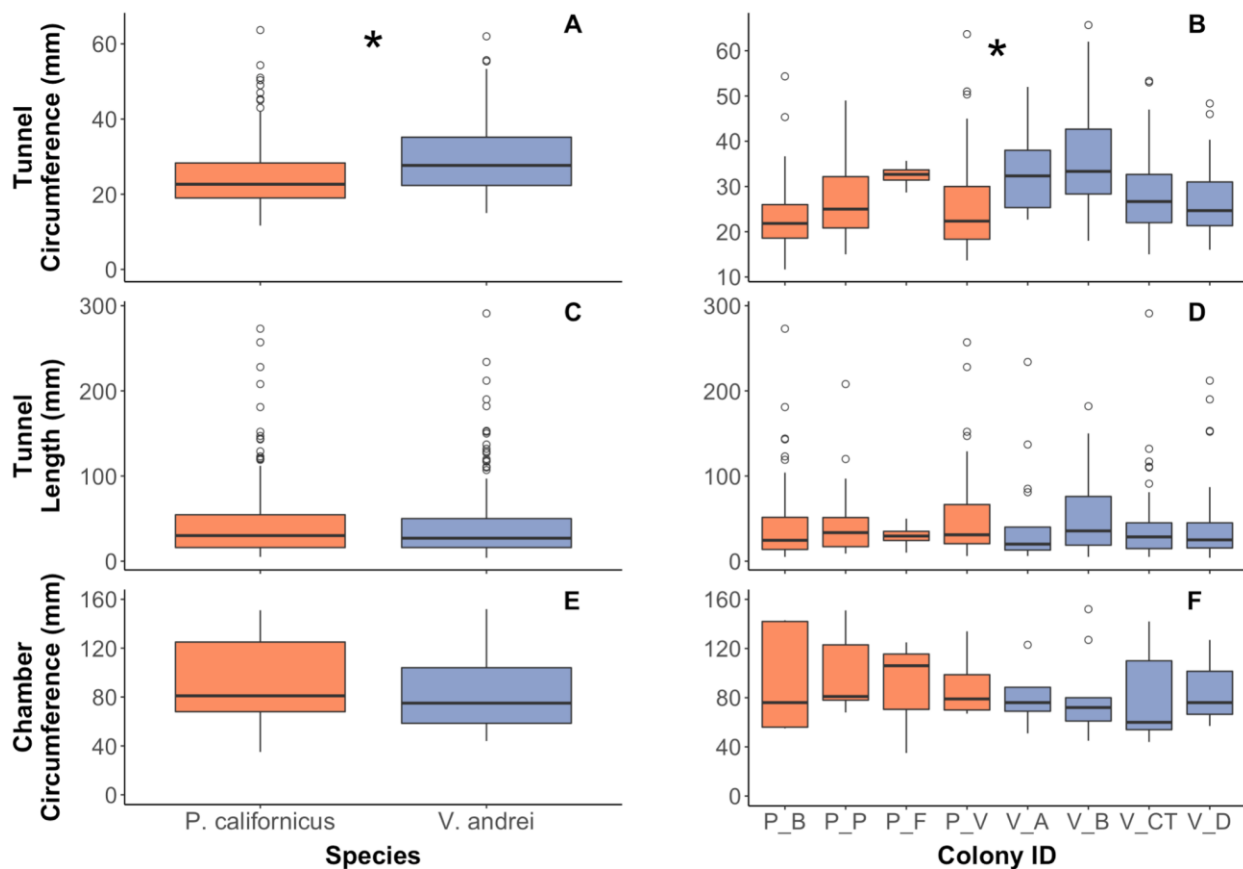 A
B
*
*
Tunnel
Circumference (mm)
60
40
20
0
60
50
40
30
20
10
C
D
Tunnel
Length (mm)
300
200
100
0
300
200
100
0
E
F
Chamber
Circumference (mm)
160
120
80
40
0
160
120
80
40
0
P. californicus
V. andrei
P_B
P_P
P_F
P_V
V_A
V_B
V_CT
V_D
Species
Colony ID